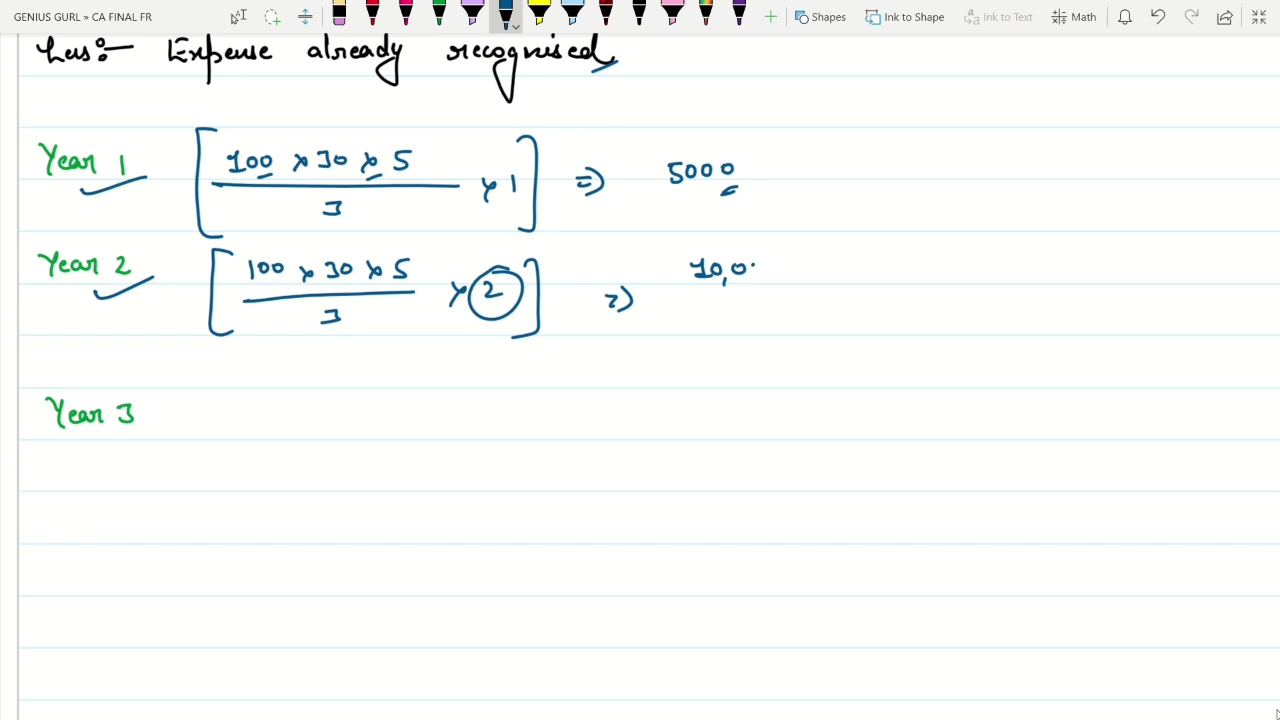 GENIUS GURL » CA FINAL FR
Shapes Ink to Shape Ink to Text Math
Less:- Expense already recognised
Year 1 [100 x 30 x 5 / 3 x 1] => 5000
Year 2 [100 x 30 x 5 / 3 x 2] => 10,0
Year 3